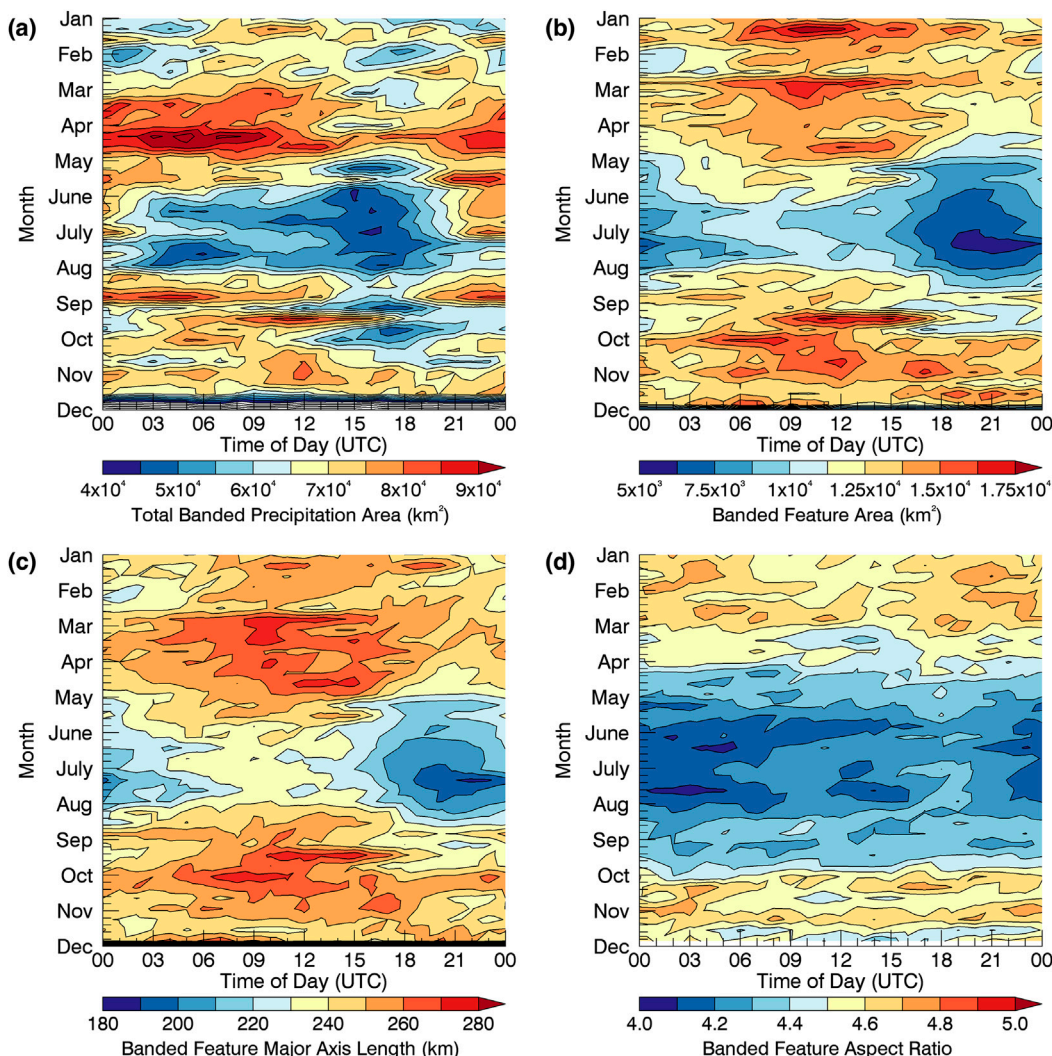 (a)
Jan
Feb
Mar
Apr
May
June
July
Aug
Sep
Oct
Nov
Dec
Month
00 03 06 09 12 15 18 21 00
Time of Day (UTC)
4x10⁴ 5x10⁴ 6x10⁴ 7x10⁴ 8x10⁴ 9x10⁴
Total Banded Precipitation Area (km²)
(b)
Jan
Feb
Mar
Apr
May
June
July
Aug
Sep
Oct
Nov
Dec
Month
00 03 06 09 12 15 18 21 00
Time of Day (UTC)
5x10³ 7.5x10³ 1x10⁴ 1.25x10⁴ 1.5x10⁴ 1.75x10⁴
Banded Feature Area (km²)
(c)
Jan
Feb
Mar
Apr
May
June
July
Aug
Sep
Oct
Nov
Dec
Month
00 03 06 09 12 15 18 21 00
Time of Day (UTC)
180 200 220 240 260 280
Banded Feature Major Axis Length (km)
(d)
Jan
Feb
Mar
Apr
May
June
July
Aug
Sep
Oct
Nov
Dec
Month
00 03 06 09 12 15 18 21 00
Time of Day (UTC)
4.0 4.2 4.4 4.6 4.8 5.0
Banded Feature Aspect Ratio